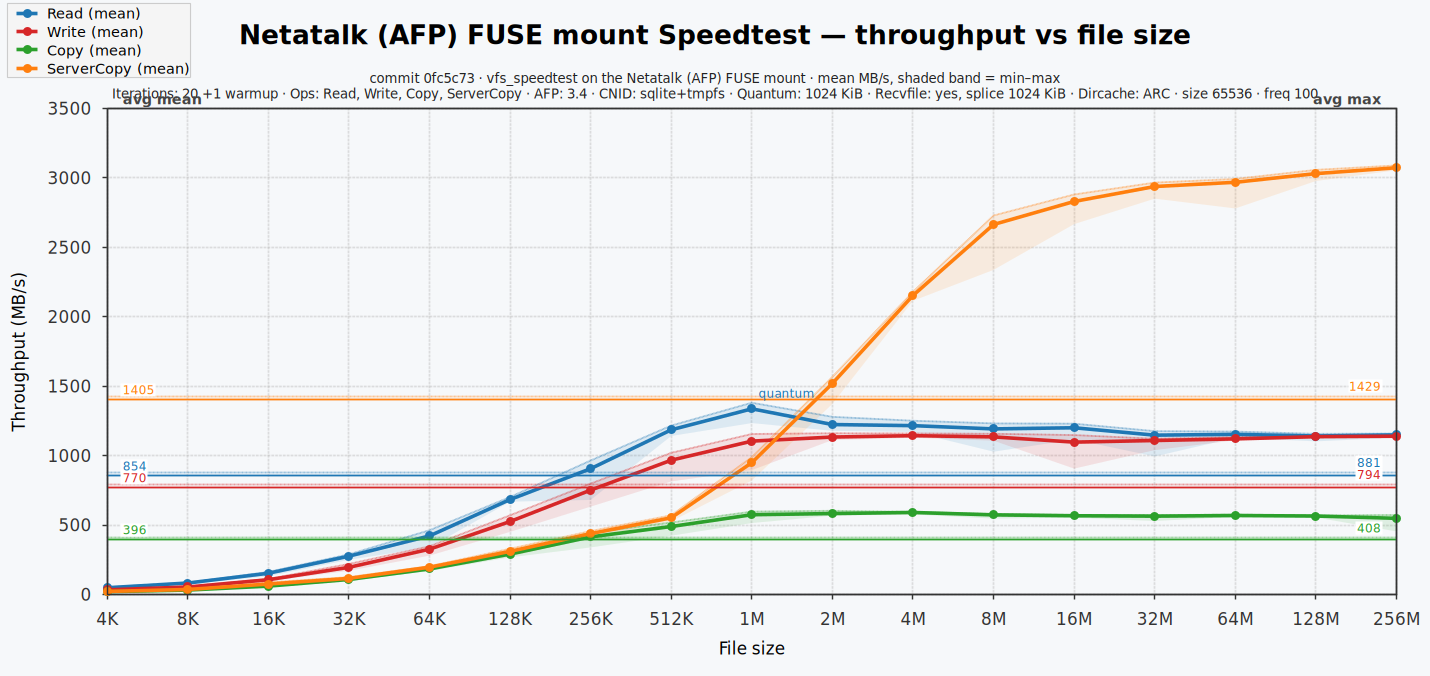 Read (mean)
Write (mean)
Copy (mean)
ServerCopy (mean)
Netatalk (AFP) FUSE mount Speedtest — throughput vs file size
commit 0fc5c73 · vfs_speedtest on the Netatalk (AFP) FUSE mount · mean MB/s, shaded band = min–max
Iterations: 20 +1 warmup · Ops: Read, Write, Copy, ServerCopy · AFP: 3.4 · CNID: sqlite+tmpfs · Quantum: 1024 KiB · Recvfile: yes, splice 1024 KiB · Dircache: ARC · size 65536 · freq 100
avg mean
avg max
3500
3000
2500
2000
1500
1000
500
0
Throughput (MB/s)
1405
854
770
396
quantum
1429
881
794
408
4K 8K 16K 32K 64K 128K 256K 512K 1M 2M 4M 8M 16M 32M 64M 128M 256M
File size